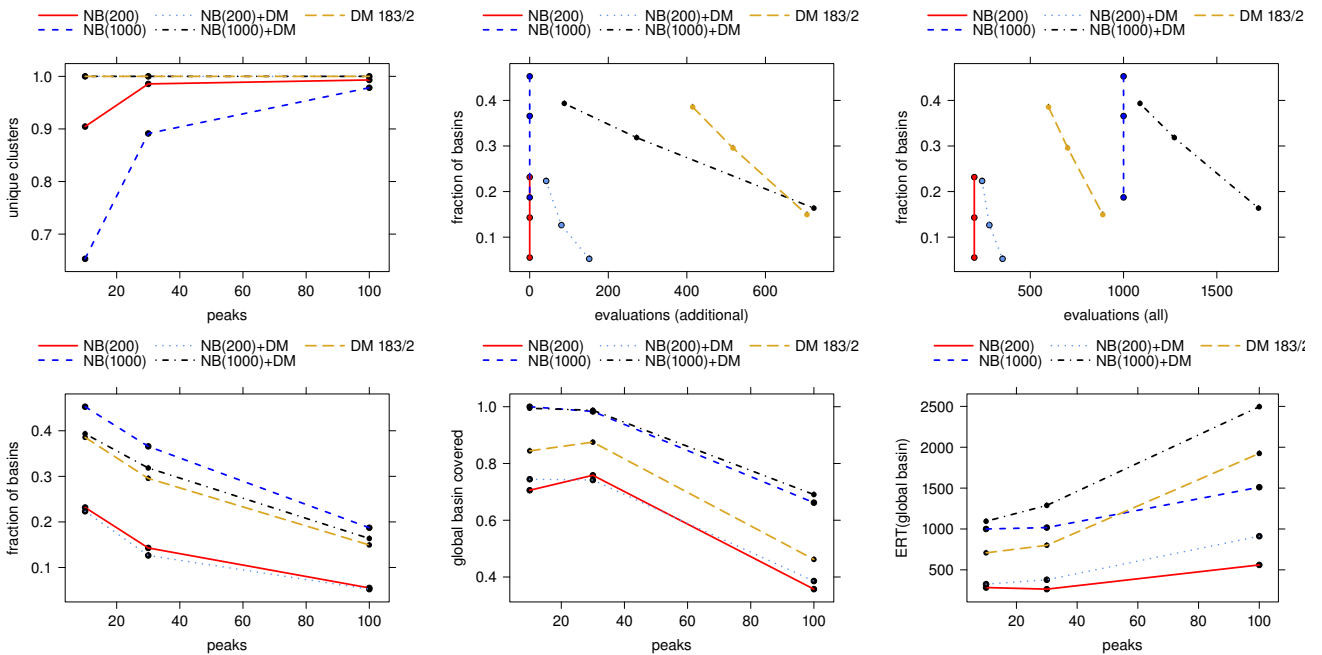 NB(200) NB(200)+DM DM 183/2
NB(1000) NB(1000)+DM
1.0
0.9
0.8
0.7
unique clusters
20 40 60 80 100
peaks
NB(200) NB(200)+DM DM 183/2
NB(1000) NB(1000)+DM
0.4
0.3
0.2
0.1
fraction of basins
0 200 400 600
evaluations (additional)
NB(200) NB(200)+DM DM 183/2
NB(1000) NB(1000)+DM
0.4
0.3
0.2
0.1
fraction of basins
500 1000 1500
evaluations (all)
NB(200) NB(200)+DM DM 183/2
NB(1000) NB(1000)+DM
0.4
0.3
0.2
0.1
fraction of basins
20 40 60 80 100
peaks
NB(200) NB(200)+DM DM 183/2
NB(1000) NB(1000)+DM
1.0
0.8
0.6
0.4
global basin covered
20 40 60 80 100
peaks
NB(200) NB(200)+DM DM 183/2
NB(1000) NB(1000)+DM
2500
2000
1500
1000
500
ERT(global basin)
20 40 60 80 100
peaks